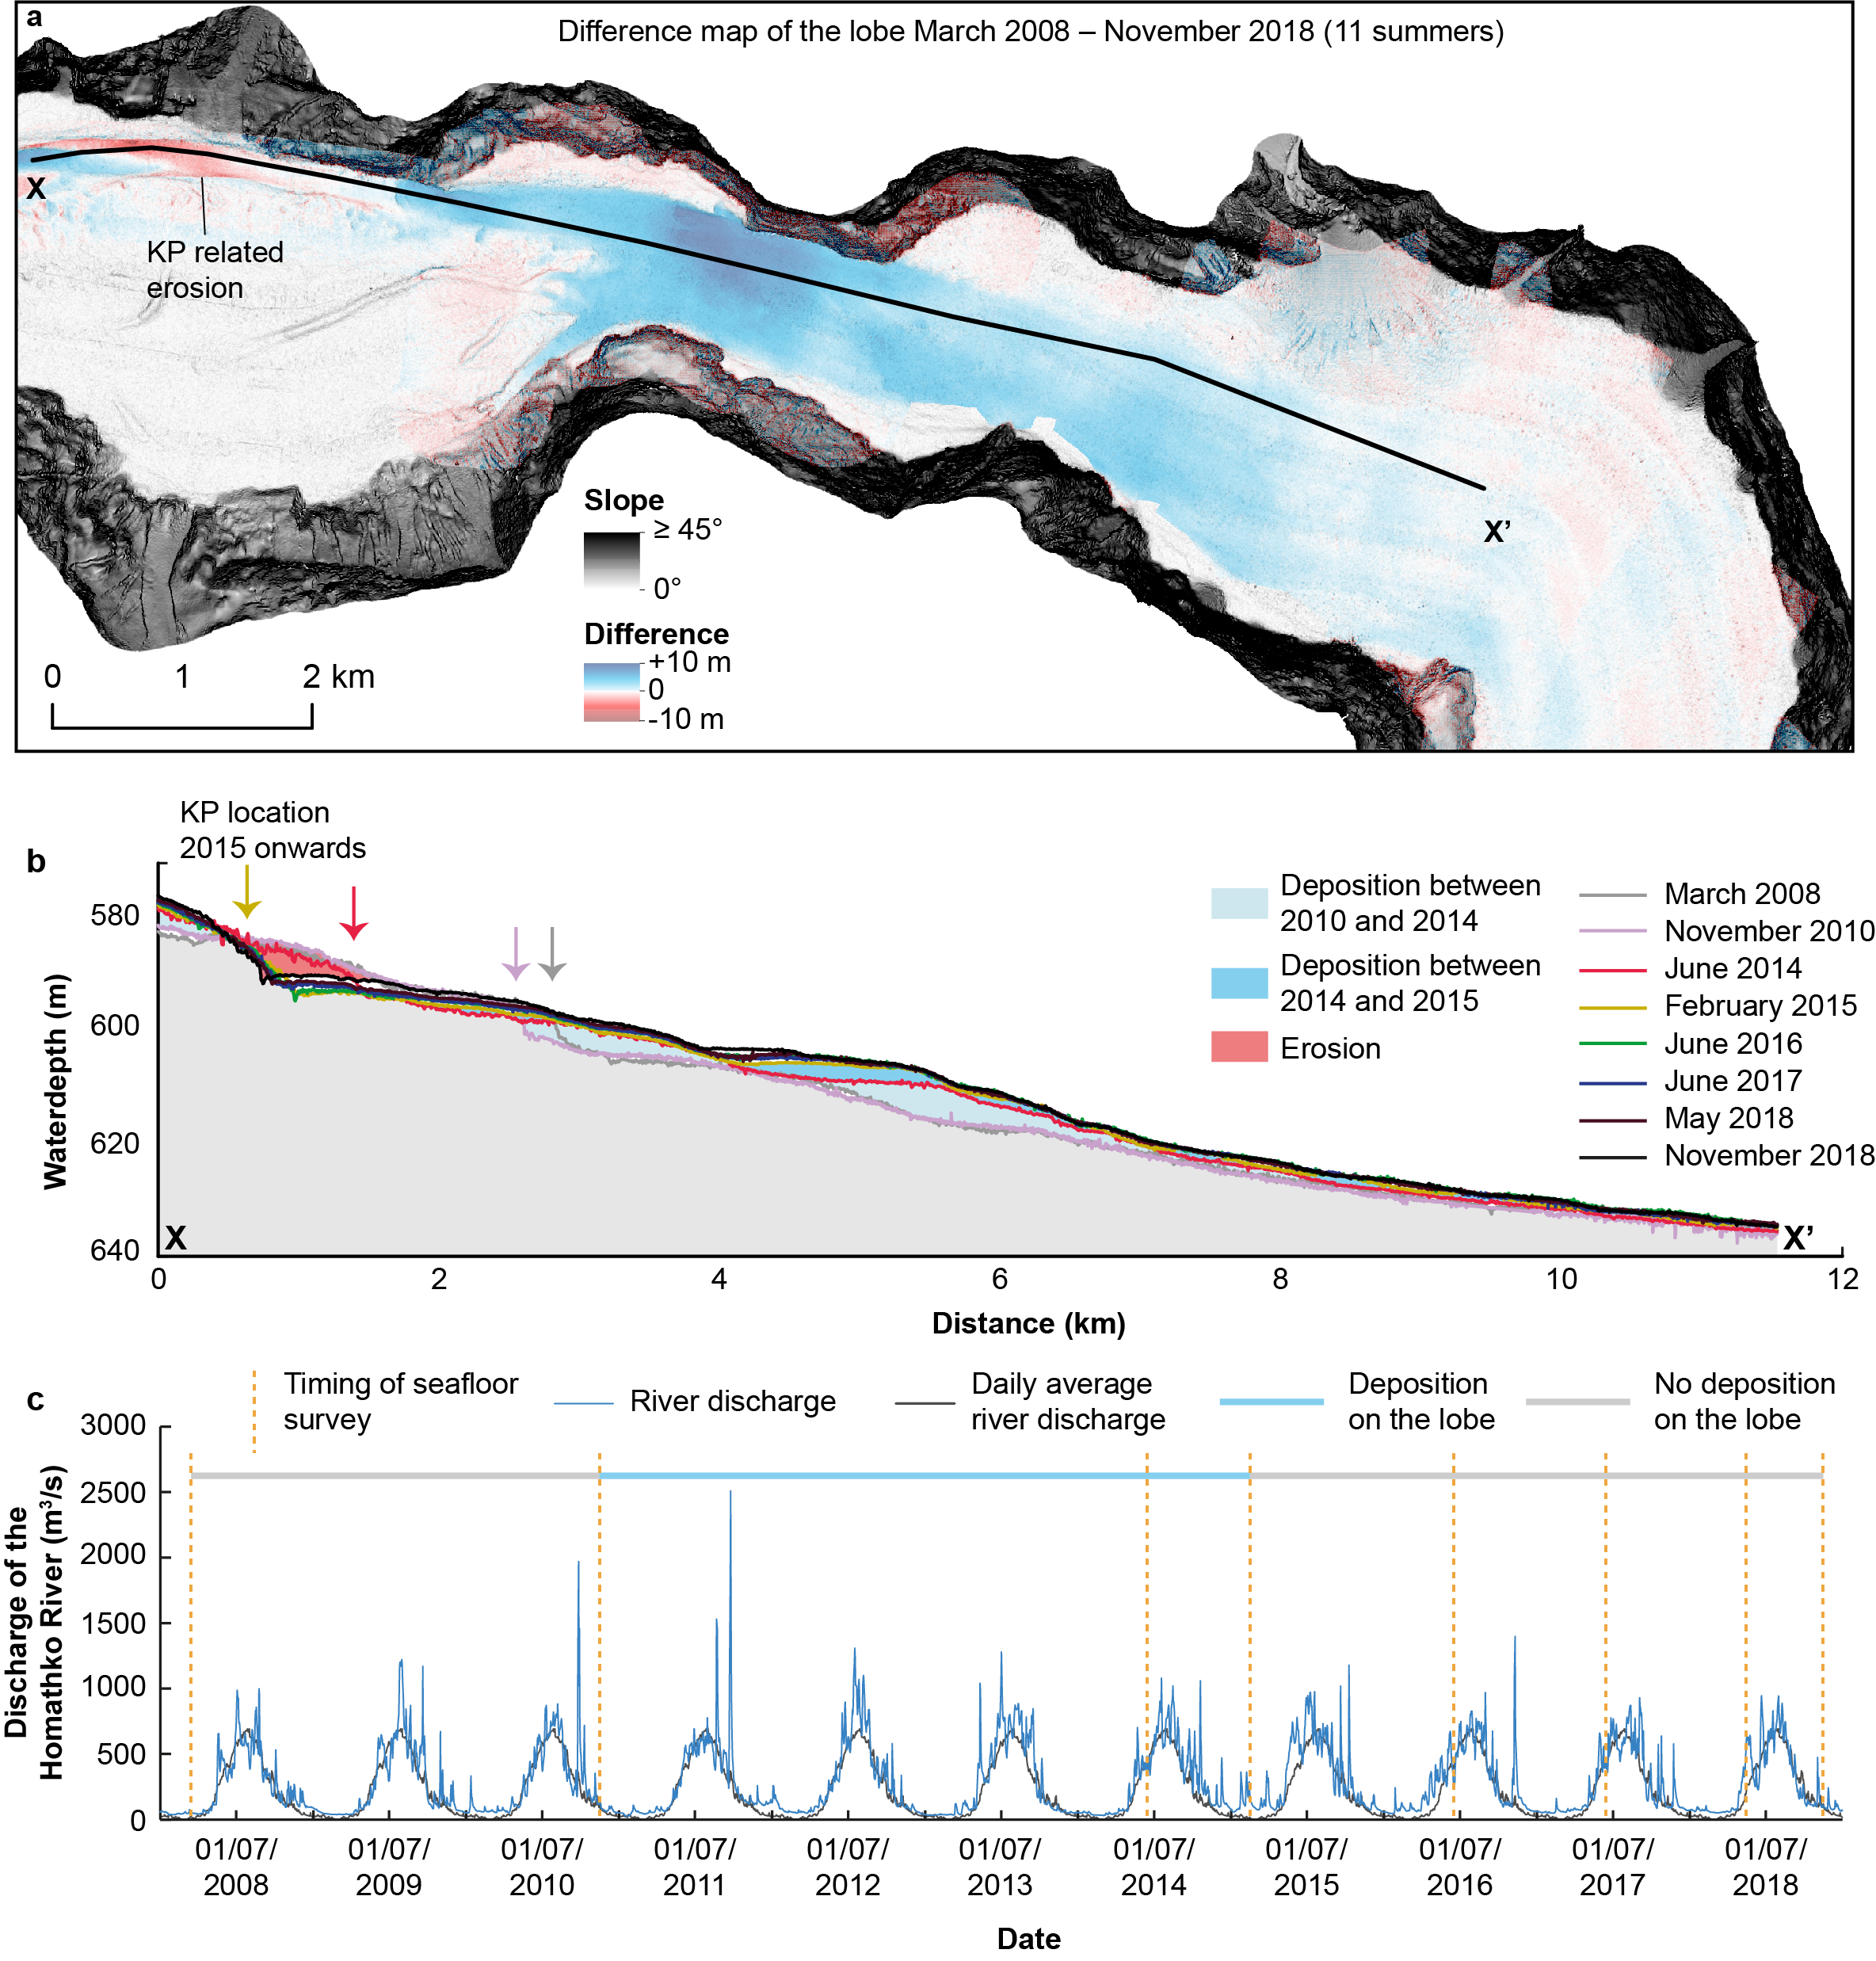 a
Difference map of the lobe March 2008 – November 2018 (11 summers)
X
KP related
erosion
X’
Slope
≥ 45°
0°
Difference
+10 m
0
-10 m
0 1 2 km
b
KP location
2015 onwards
Deposition between
2010 and 2014
Deposition between
2014 and 2015
Erosion
March 2008
November 2010
June 2014
February 2015
June 2016
June 2017
May 2018
November 2018
Waterdepth (m)
580
600
620
640
X
X’
0 2 4 6 8 10 12
Distance (km)
c
Timing of seafloor
survey
River discharge
Daily average
river discharge
Deposition
on the lobe
No deposition
on the lobe
Discharge of the
Homathko River (m³/s)
3000
2500
2000
1500
1000
500
0
01/07/ 01/07/ 01/07/ 01/07/ 01/07/ 01/07/ 01/07/ 01/07/ 01/07/ 01/07/ 01/07/
2008 2009 2010 2011 2012 2013 2014 2015 2016 2017 2018
Date